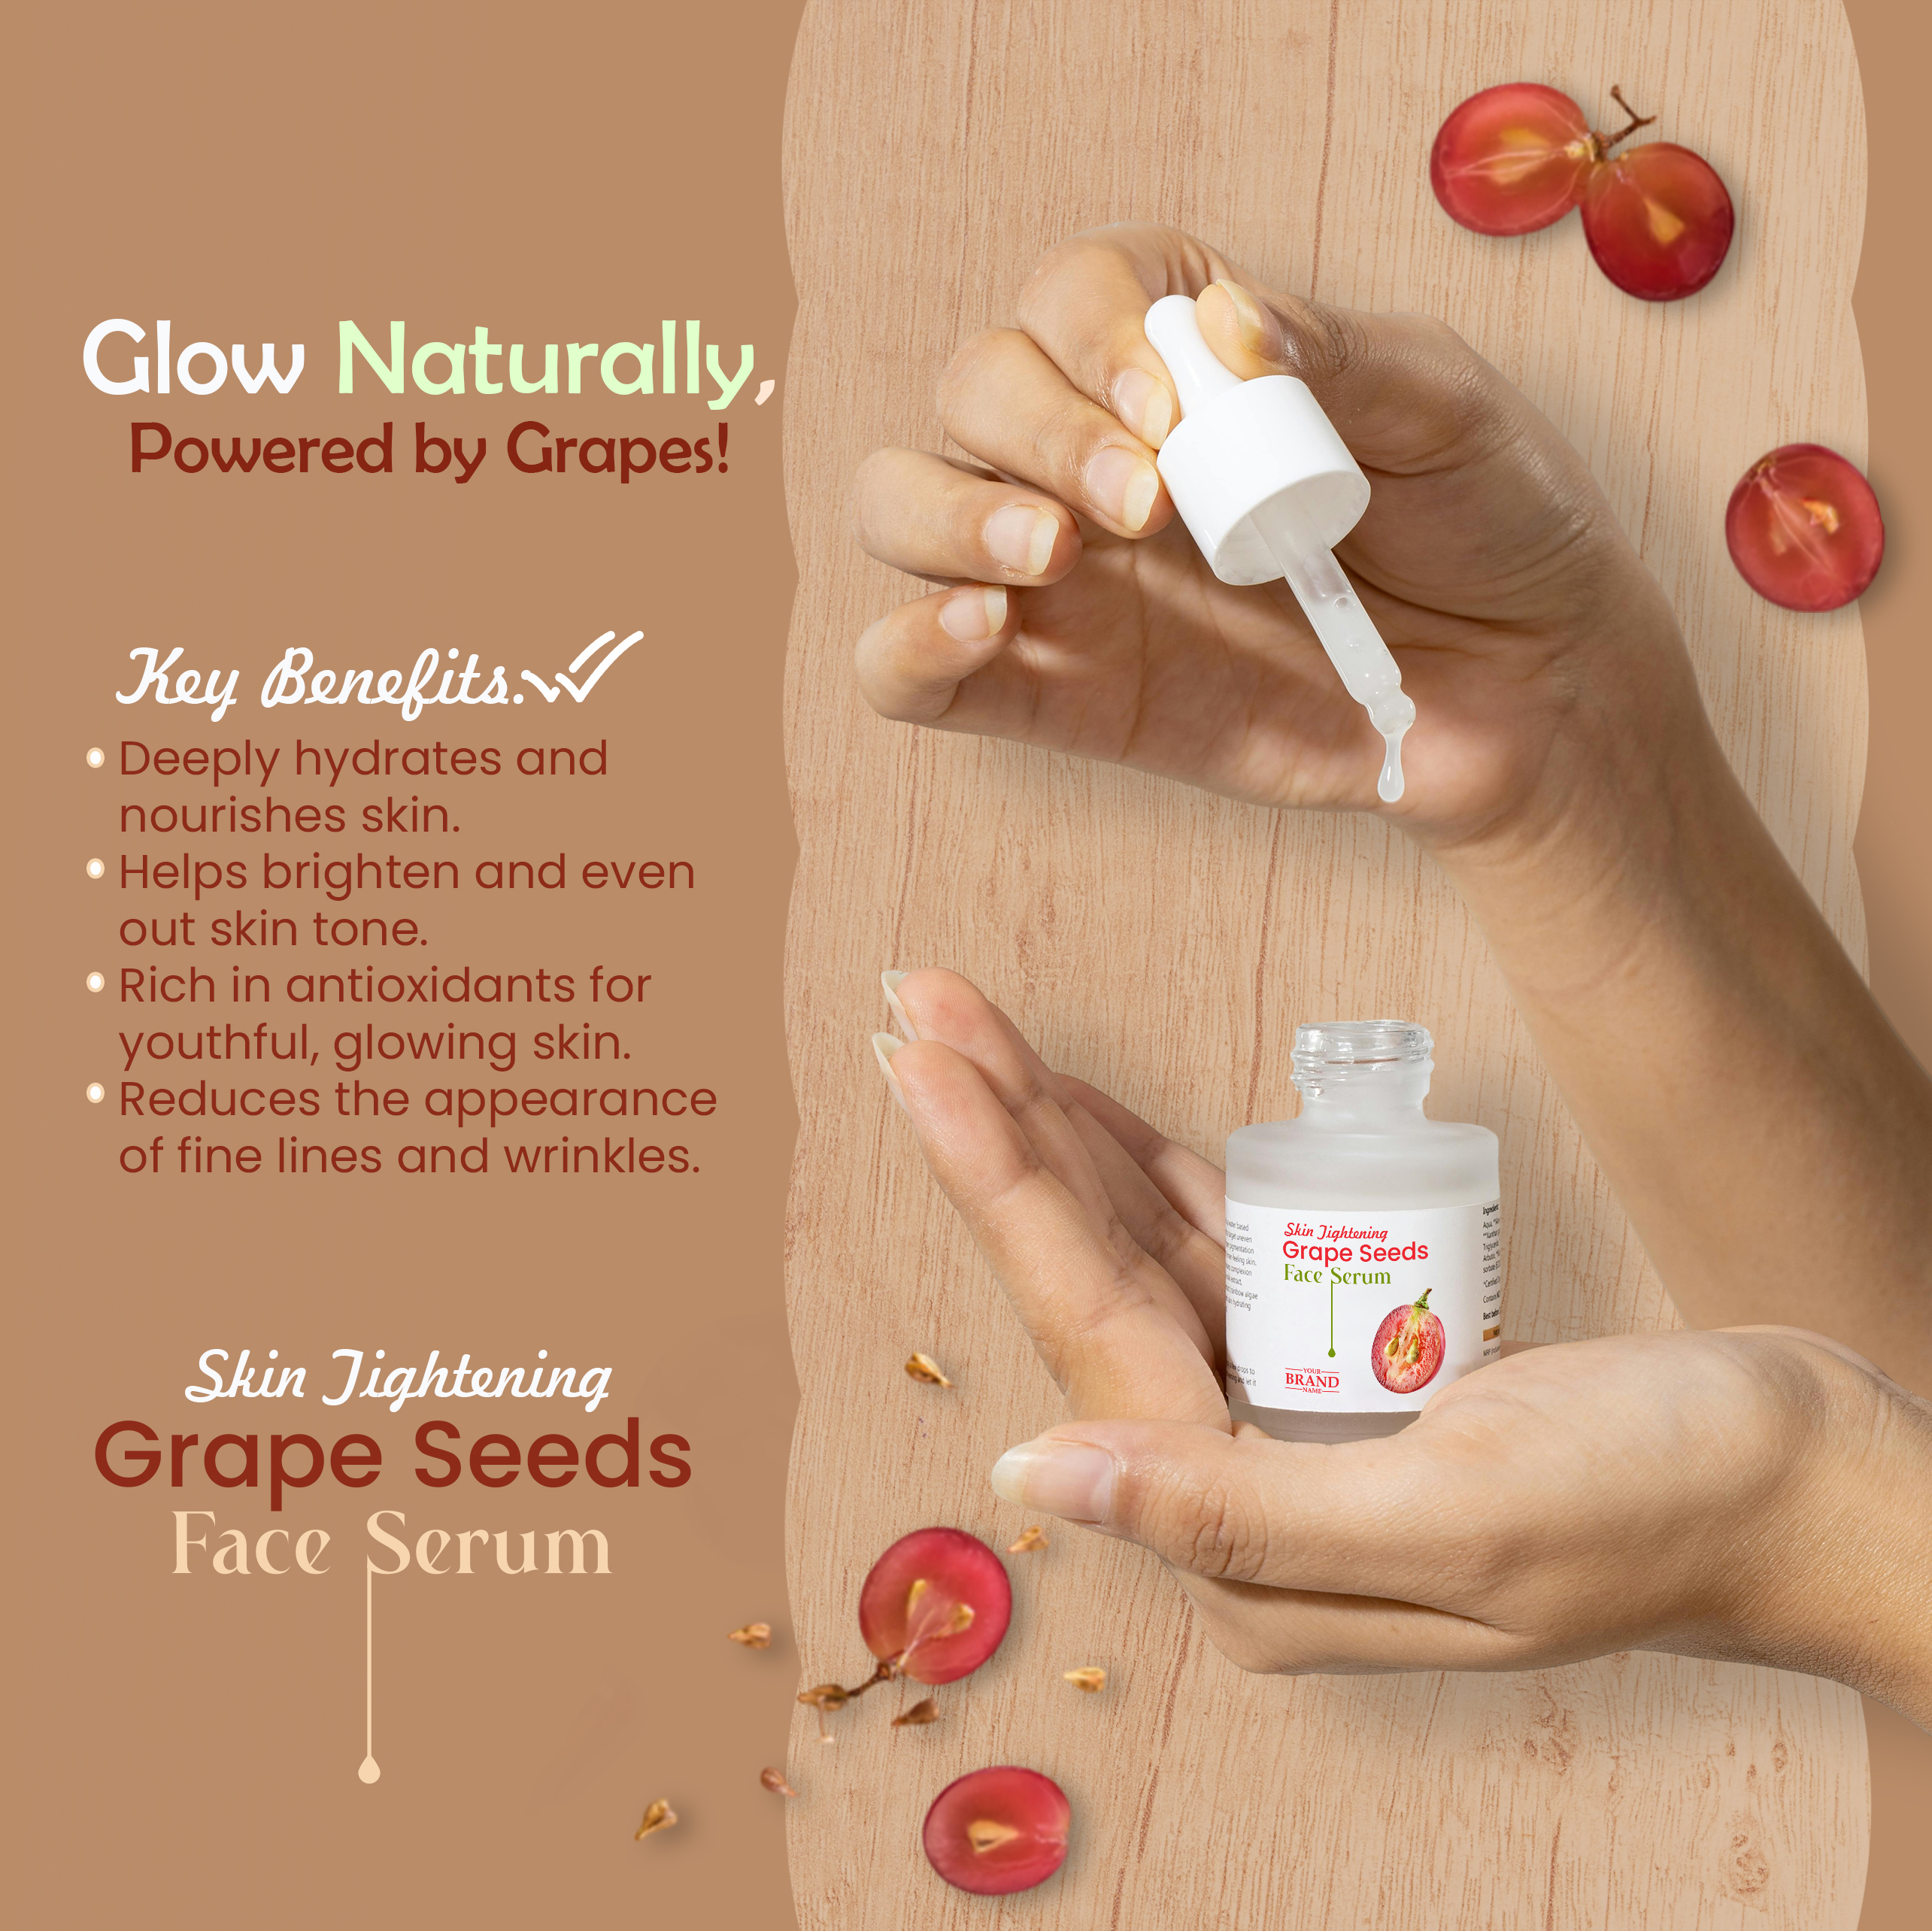 Glow Naturally,
Powered by Grapes!
Key Benefits:
Deeply hydrates and
nourishes skin.
Helps brighten and even
out skin tone.
Rich in antioxidants for
youthful, glowing skin.
Reduces the appearance
of fine lines and wrinkles.
Skin Tightening
Grape Seeds
Face Serum
Skin Tightening
Grape Seeds
Face Serum
YOUR
BRAND
NAME